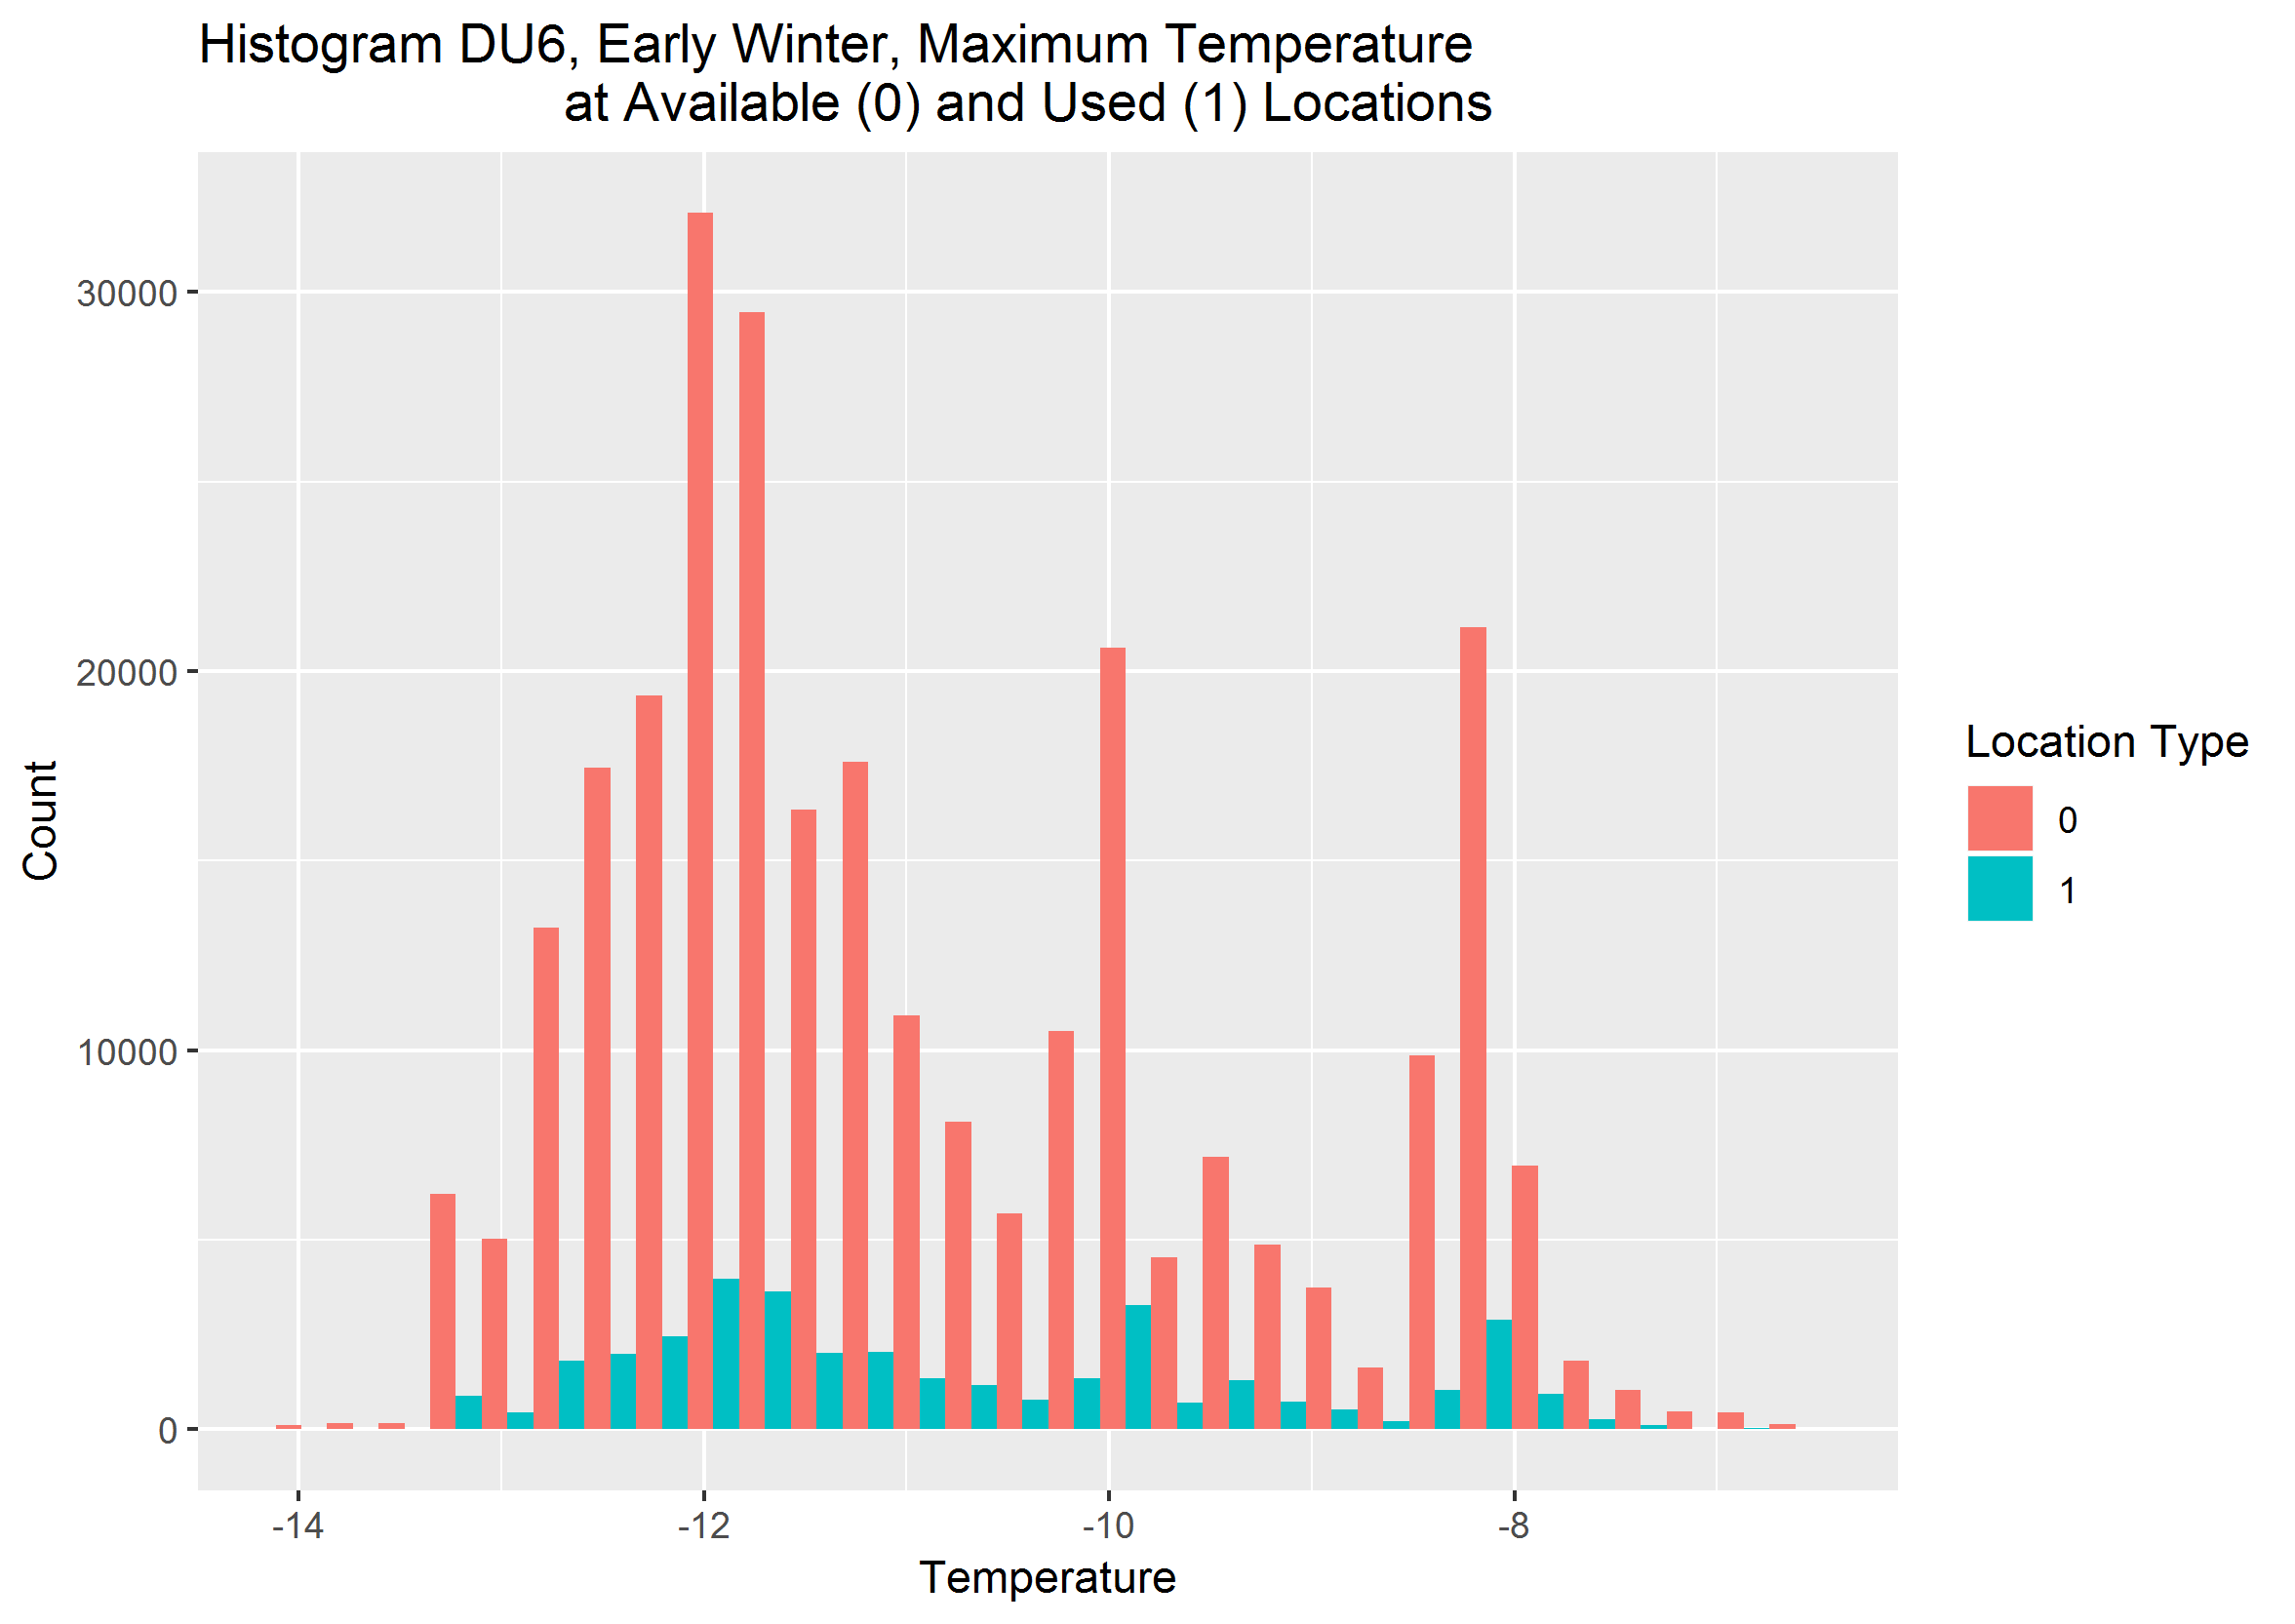 Histogram DU6, Early Winter, Maximum Temperature
at Available (0) and Used (1) Locations
30000
20000
10000
0
Count
-14
-12
-10
-8
Temperature
Location Type
0
1